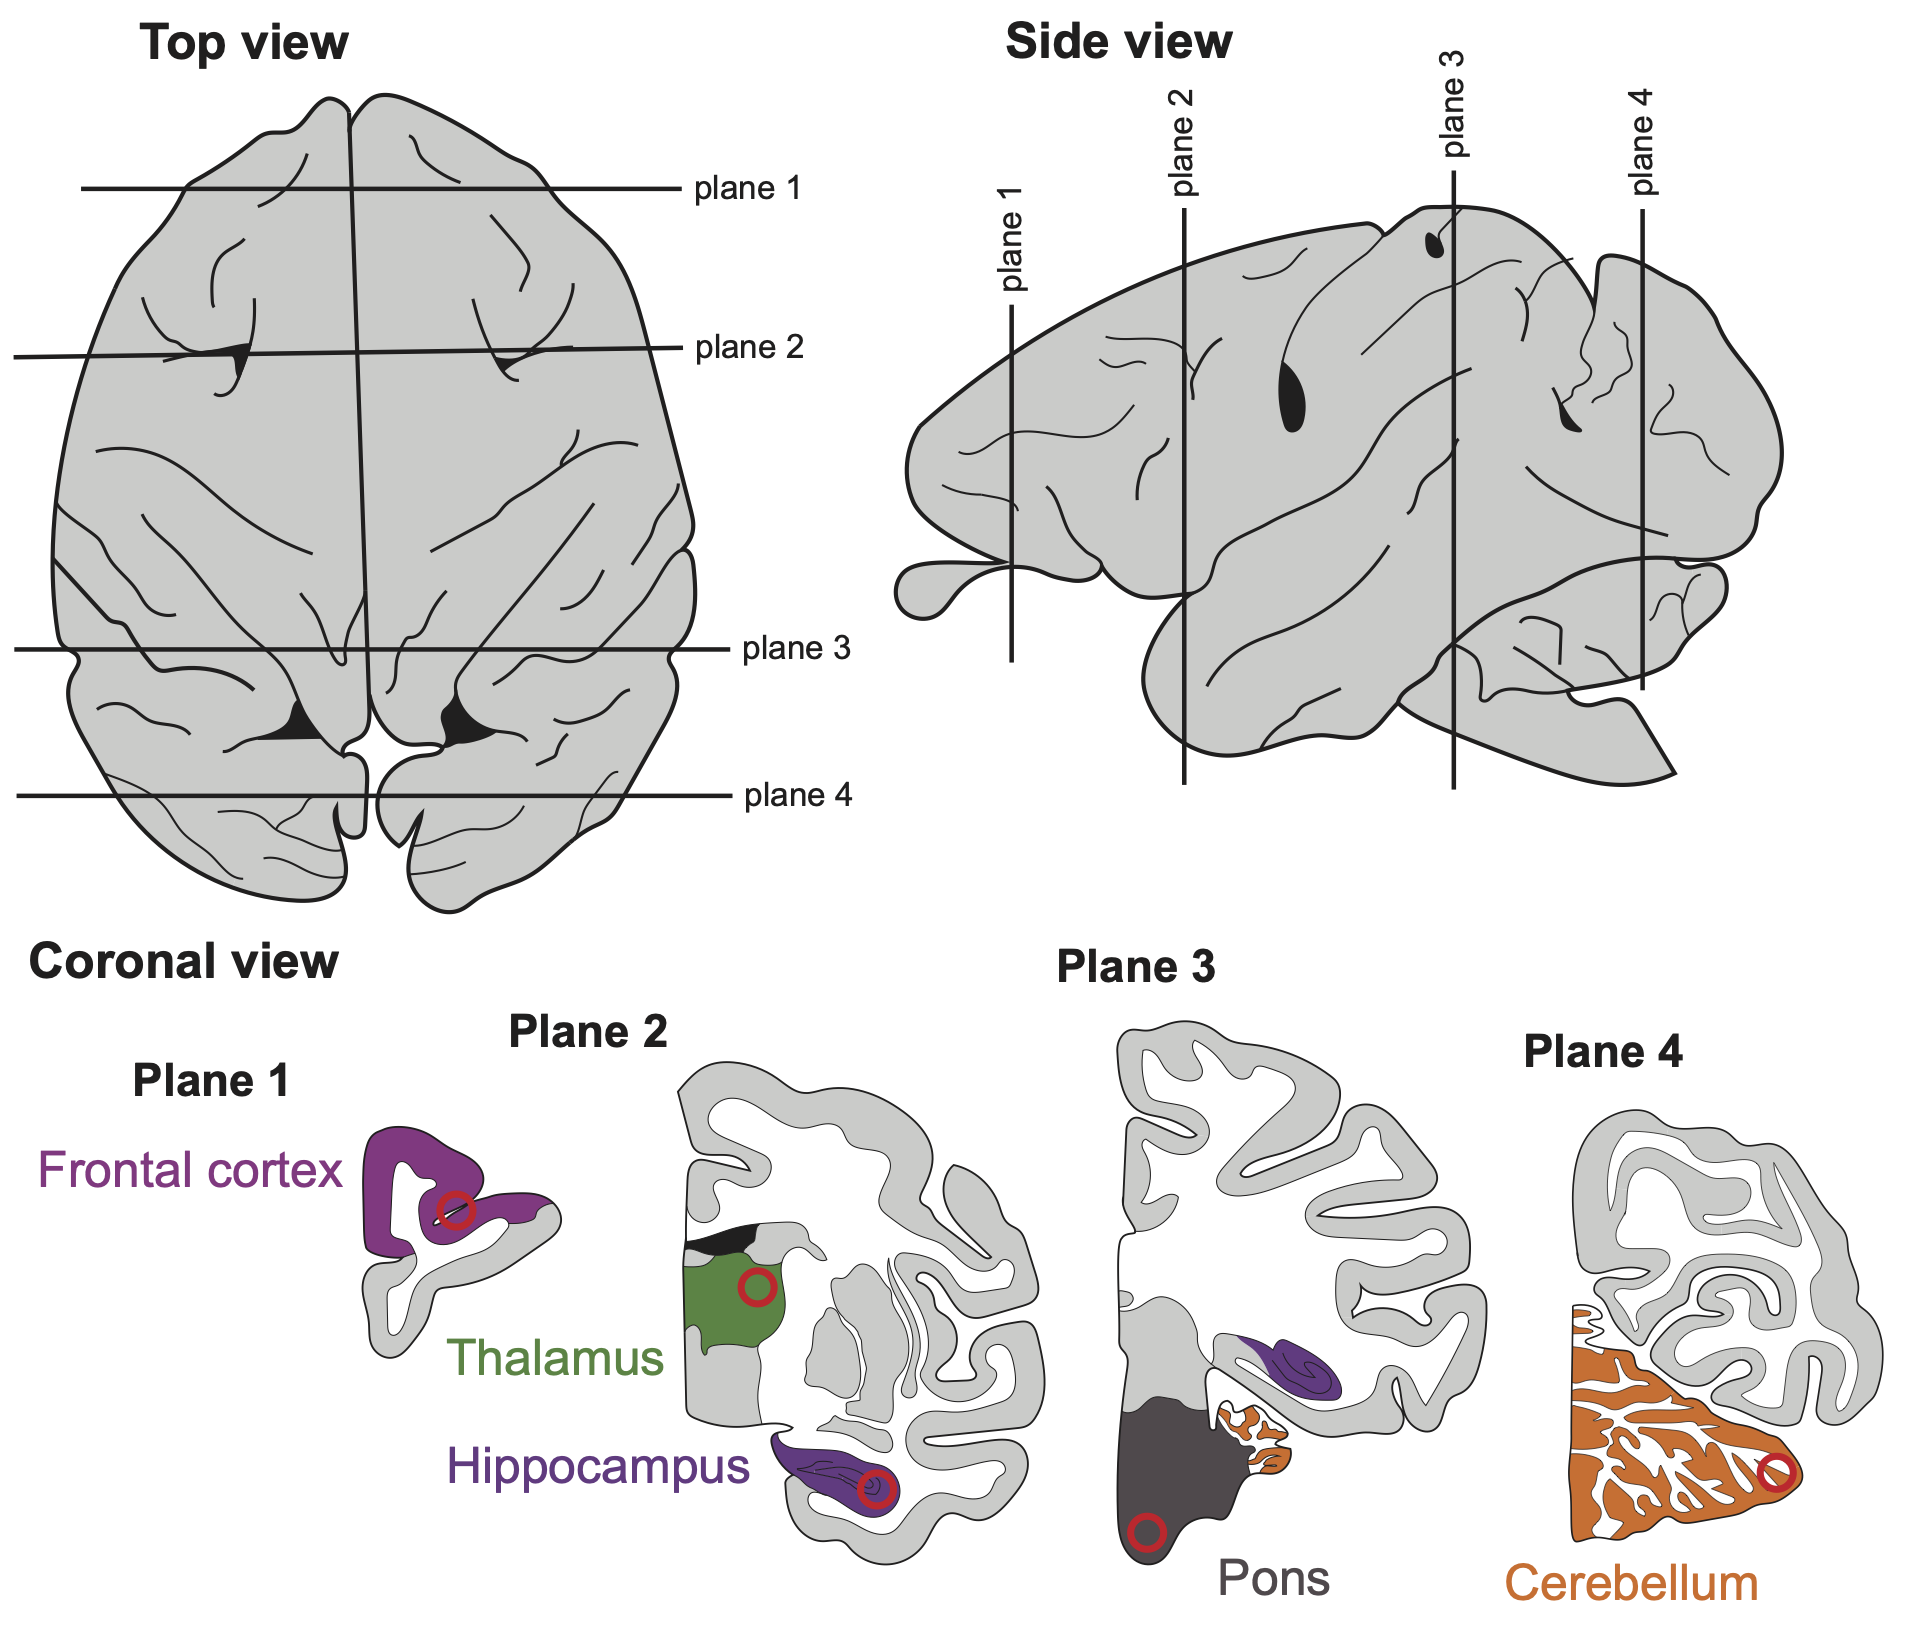 Top view
plane 1
plane 2
plane 3
plane 4
Side view
plane 1
plane 2
plane 3
plane 4
Coronal view
Plane 1
Frontal cortex
Plane 2
Thalamus
Hippocampus
Plane 3
Pons
Plane 4
Cerebellum